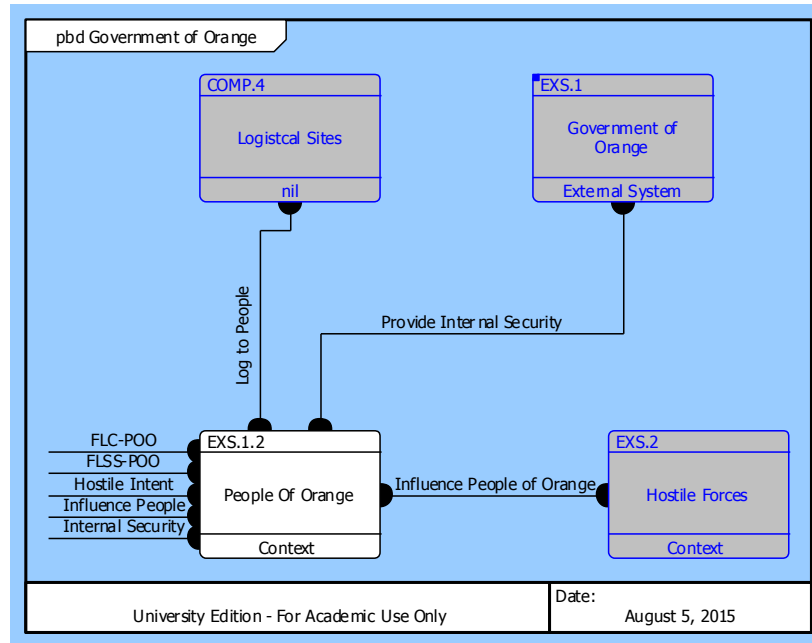 pbd Government of Orange
COMP.4
Logistcal Sites
nil
EXS.1
Government of
Orange
External System
Log to People
Provide Internal Security
FLC-POO
FLSS-POO
Hostile Intent
Influence People
Internal Security
EXS.1.2
People Of Orange
Context
Influence People of Orange
EXS.2
Hostile Forces
Context
University Edition - For Academic Use Only
Date:
August 5, 2015